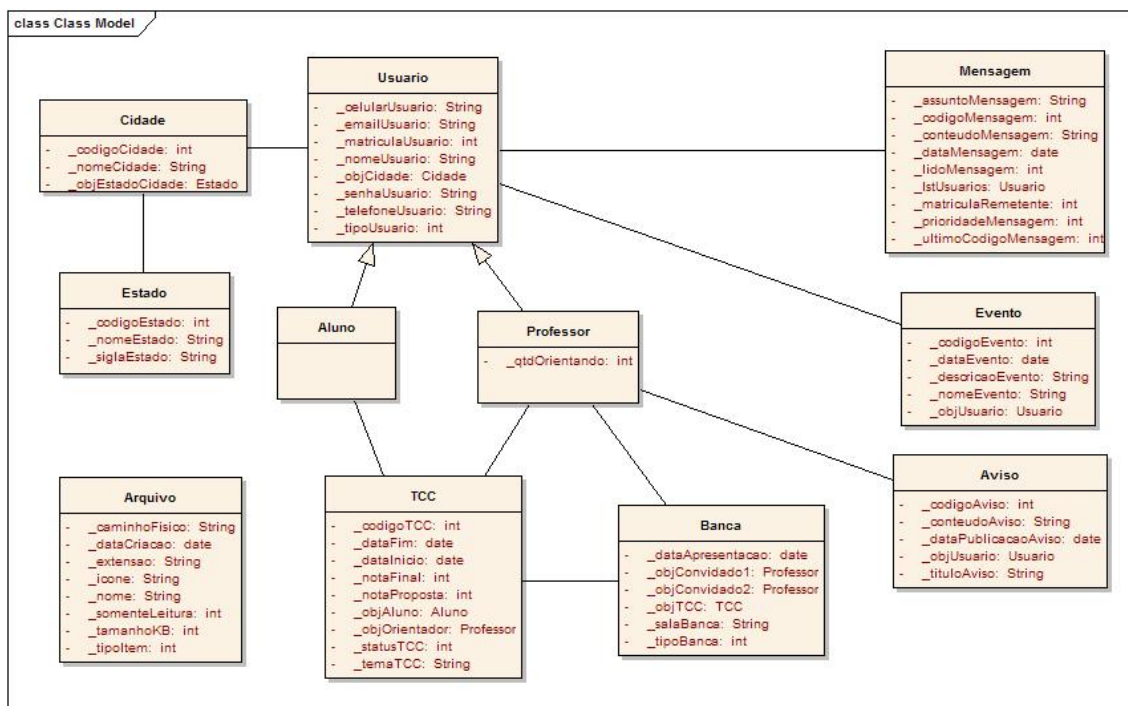 class Class Model
Usuario
- _celularUsuario: String
- _emailUsuario: String
- _matriculaUsuario: int
- _nomeUsuario: String
- _objCidade: Cidade
- _senhaUsuario: String
- _telefoneUsuario: String
- _tipoUsuario: int
Mensagem
- _assuntoMensagem: String
- _codigoMensagem: int
- _conteudoMensagem: String
- _dataMensagem: date
- _lidoMensagem: int
- _lstUsuarios: Usuario
- _matriculaRemetente: int
- _prioridadeMensagem: int
- _ultimoCodigoMensagem: int
Cidade
- _codigoCidade: int
- _nomeCidade: String
- _objEstadoCidade: Estado
Estado
- _codigoEstado: int
- _nomeEstado: String
- _siglaEstado: String
Aluno
Professor
- _qtdOrientando: int
Evento
- _codigoEvento: int
- _dataEvento: date
- _descricaoEvento: String
- _nomeEvento: String
- _objUsuario: Usuario
Arquivo
- _caminhoFisico: String
- _dataCriacao: date
- _extensao: String
- _icone: String
- _nome: String
- _somenteLeitura: int
- _tamanhoKB: int
- _tipoItem: int
TCC
- _codigoTCC: int
- _dataFim: date
- _dataInicio: date
- _notaFinal: int
- _notaProposta: int
- _objAluno: Aluno
- _objOrientador: Professor
- _statusTCC: int
- _temaTCC: String
Banca
- _dataApresentacao: date
- _objConvidado1: Professor
- _objConvidado2: Professor
- _objTCC: TCC
- _salaBanca: String
- _tipoBanca: int
Aviso
- _codigoAviso: int
- _conteudoAviso: String
- _dataPublicacaoAviso: date
- _objUsuario: Usuario
- _tituloAviso: String